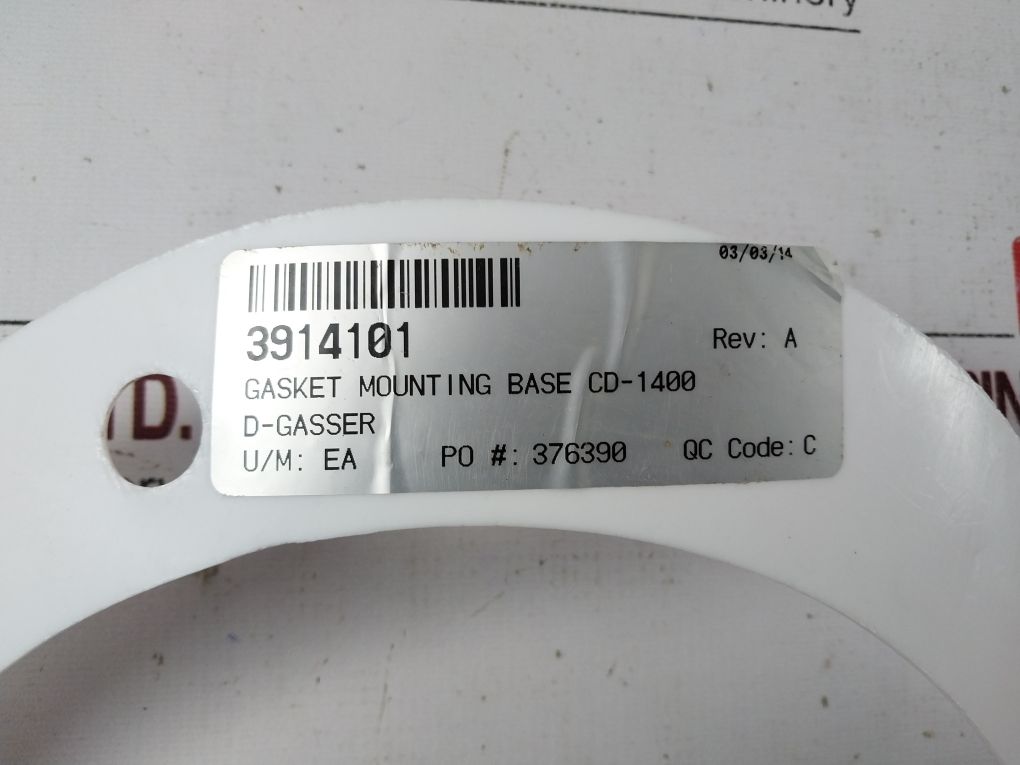 03/03/14
3914101
Rev: A
GASKET MOUNTING BASE CD-1400
D-GASSER
U/M: EA PO #: 376390 QC Code: C
D.